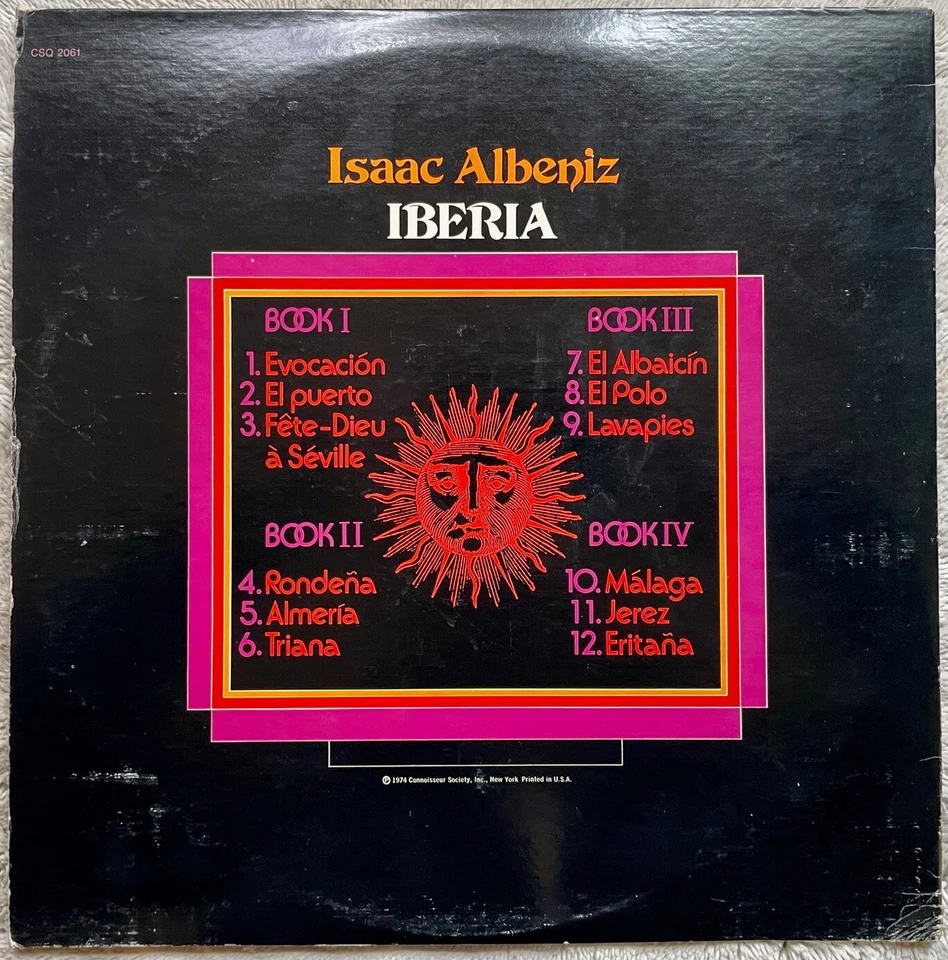 CSQ 2061
Isaac Albeniz
IBERIA
BOOK I
1. Evocación
2. El puerto
3. Fête-Dieu
à Séville
BOOK II
4. Rondeña
5. Almería
6. Triana
BOOK III
7. El Albaicín
8. El Polo
9. Lavapies
BOOK IV
10. Málaga
11. Jerez
12. Eritaña
℗ 1974 Connoisseur Society, Inc., New York Printed in U.S.A.